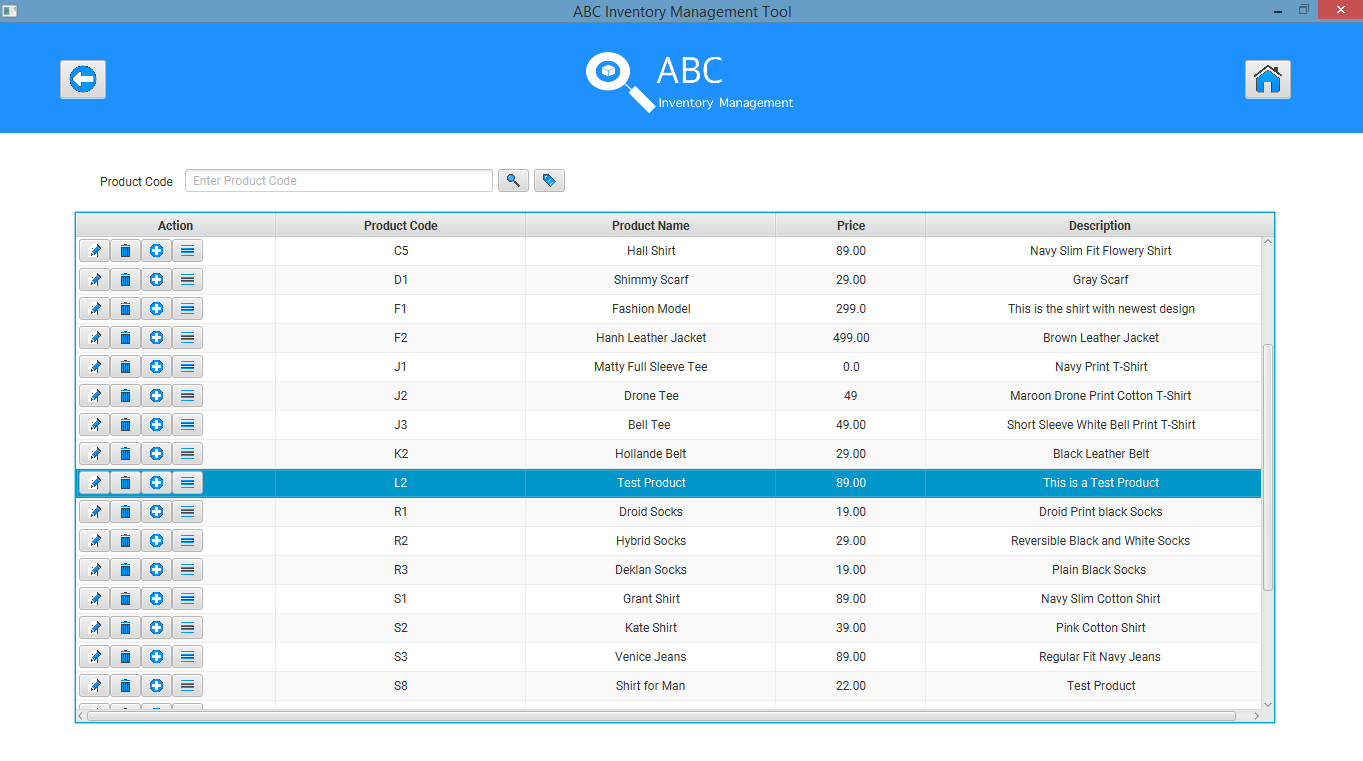 ABC Inventory Management Tool
ABC
Inventory Management
Product Code Enter Product Code
Action Product Code Product Name Price Description
C5 Hall Shirt 89.00 Navy Slim Fit Flowery Shirt
D1 Shimmy Scarf 29.00 Gray Scarf
F1 Fashion Model 299.0 This is the shirt with newest design
F2 Hanh Leather Jacket 499.00 Brown Leather Jacket
J1 Matty Full Sleeve Tee 0.0 Navy Print T-Shirt
J2 Drone Tee 49 Maroon Drone Print Cotton T-Shirt
J3 Bell Tee 49.00 Short Sleeve White Bell Print T-Shirt
K2 Hollande Belt 29.00 Black Leather Belt
L2 Test Product 89.00 This is a Test Product
R1 Droid Socks 19.00 Droid Print black Socks
R2 Hybrid Socks 29.00 Reversible Black and White Socks
R3 Deklan Socks 19.00 Plain Black Socks
S1 Grant Shirt 89.00 Navy Slim Cotton Shirt
S2 Kate Shirt 39.00 Pink Cotton Shirt
S3 Venice Jeans 89.00 Regular Fit Navy Jeans
S8 Shirt for Man 22.00 Test Product